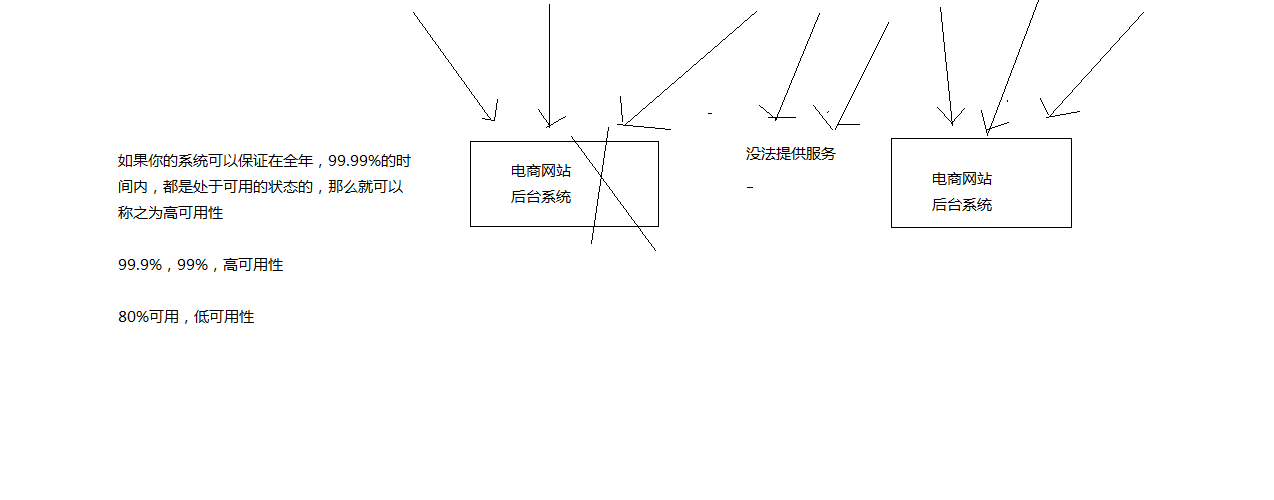 如果你的系统可以保证在全年，99.99%的时
间内，都是处于可用的状态的，那么就可以
称之为高可用性
99.9%，99%，高可用性
80%可用，低可用性
电商网站
后台系统
没法提供服务
电商网站
后台系统